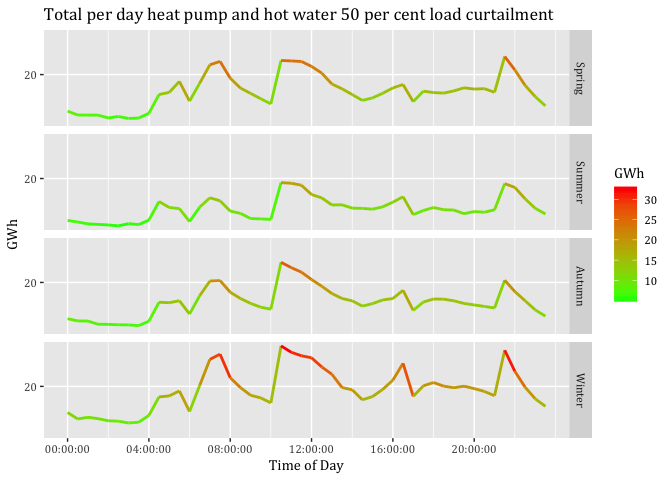 Total per day heat pump and hot water 50 per cent load curtailment
20
Spring
20
Summer
20
Autumn
20
Winter
GWh
00:00:00 04:00:00 08:00:00 12:00:00 16:00:00 20:00:00
Time of Day
GWh
30
25
20
15
10